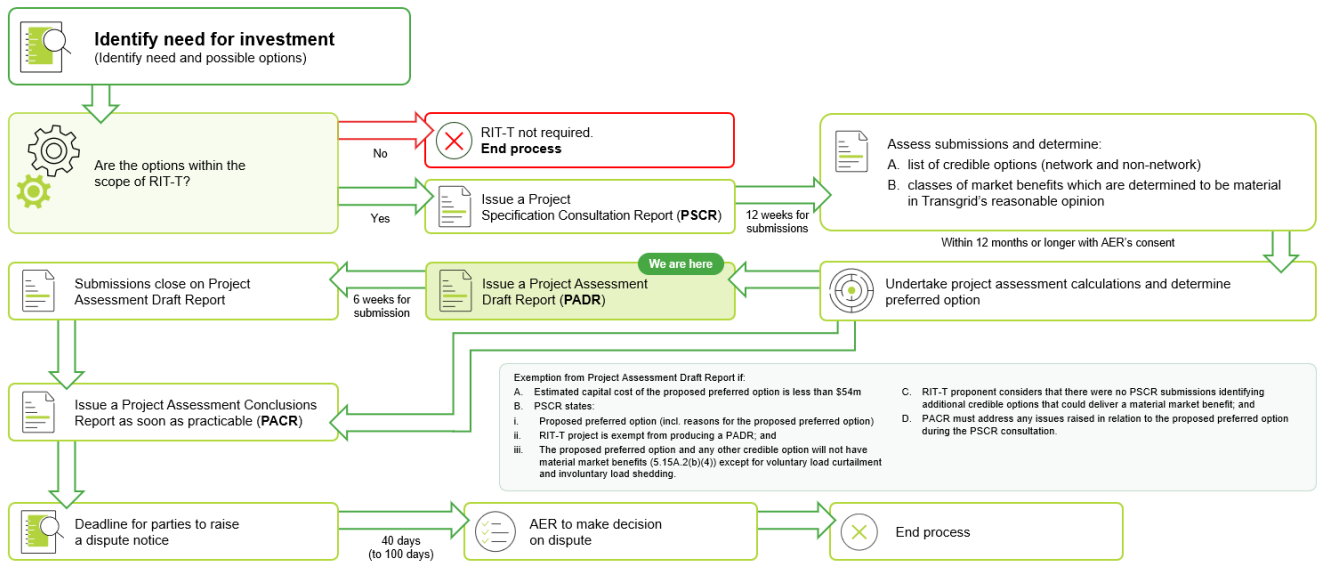 Identify need for investment
(Identify need and possible options)
Are the options within the
scope of RIT-T?
No
RIT-T not required.
End process
Yes
Issue a Project
Specification Consultation Report (PSCR)
12 weeks for
submissions
Assess submissions and determine:
A. list of credible options (network and non-network)
B. classes of market benefits which are determined to be material
in Transgrid's reasonable opinion
Within 12 months or longer with AER's consent
Undertake project assessment calculations and determine
preferred option
We are here
Issue a Project Assessment
Draft Report (PADR)
6 weeks for
submission
Submissions close on Project
Assessment Draft Report
Issue a Project Assessment Conclusions
Report as soon as practicable (PACR)
Exemption from Project Assessment Draft Report if:
A. Estimated capital cost of the proposed preferred option is less than $54m
B. PSCR states:
i. Proposed preferred option (incl. reasons for the proposed preferred option)
ii. RIT-T project is exempt from producing a PADR; and
iii. The proposed preferred option and any other credible option will not have
material market benefits (5.15A.2(b)(4)) except for voluntary load curtailment
and involuntary load shedding.
C. RIT-T proponent considers that there were no PSCR submissions identifying
additional credible options that could deliver a material market benefit; and
D. PACR must address any issues raised in relation to the proposed preferred option
during the PSCR consultation.
Deadline for parties to raise
a dispute notice
40 days
(to 100 days)
AER to make decision
on dispute
End process